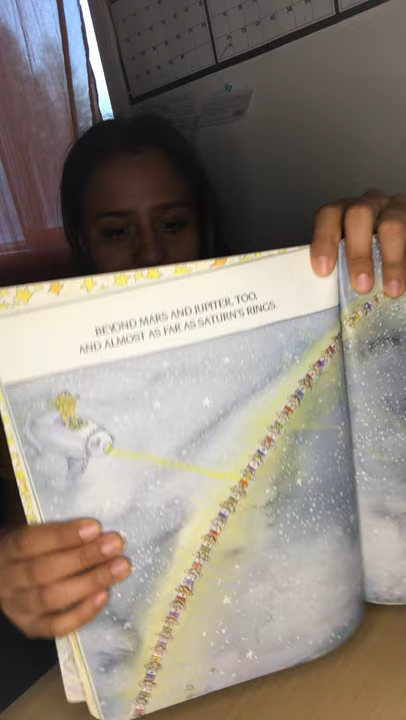 BEYOND MARS AND JUPITER, TOO,
AND ALMOST AS FAR AS SATURN'S RINGS.